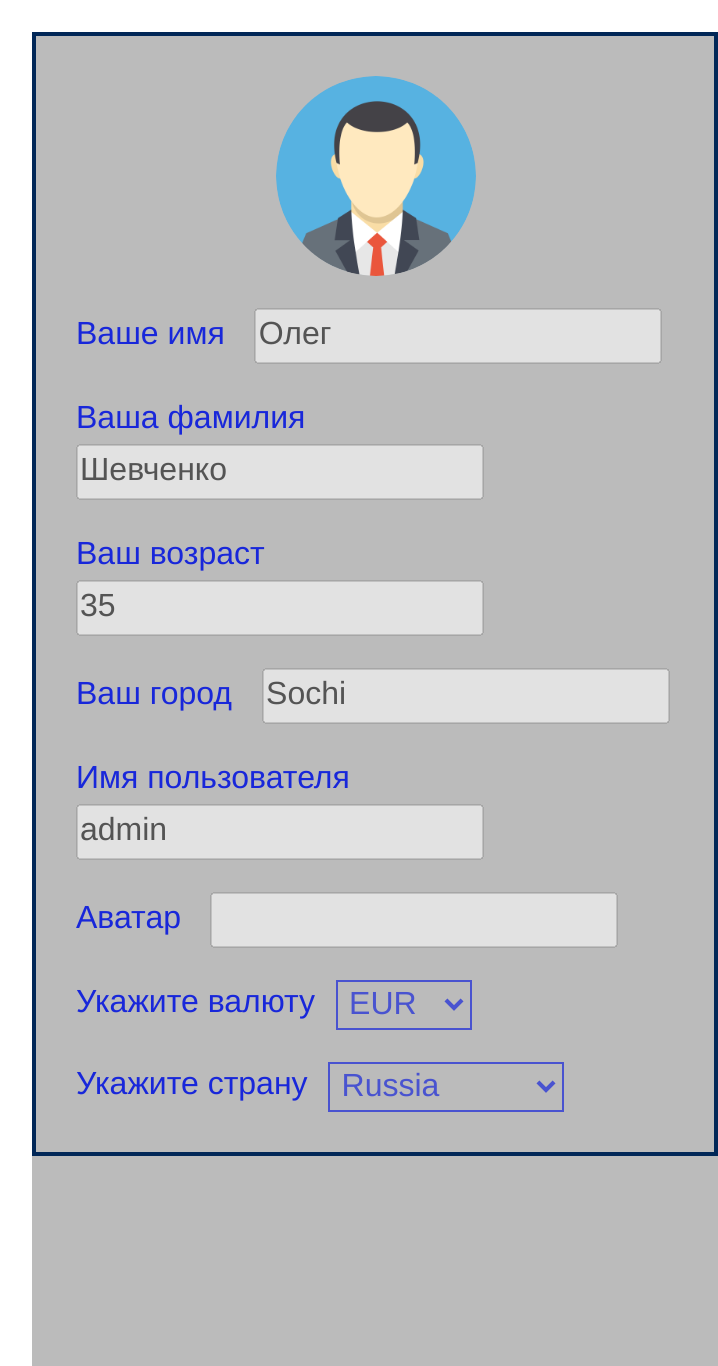 Ваше имя Олег
Ваша фамилия
Шевченко
Ваш возраст
35
Ваш город Sochi
Имя пользователя
admin
Аватар
Укажите валюту EUR
Укажите страну Russia